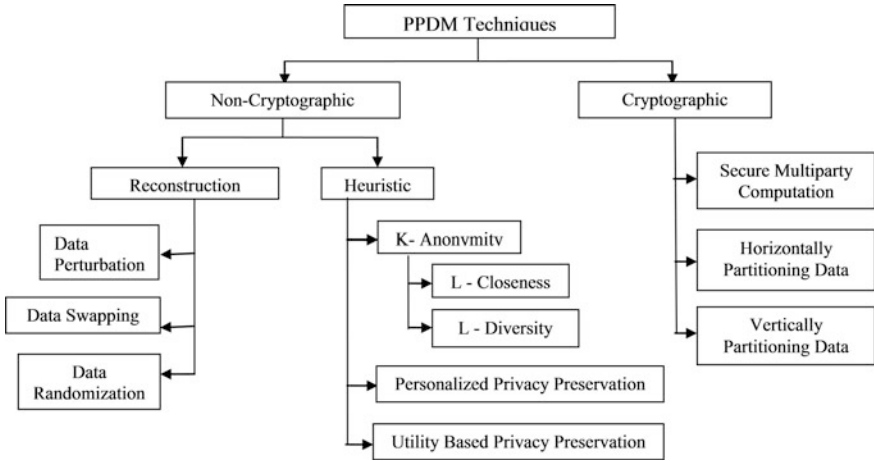 PPDM Techniques
Non-Cryptographic
Cryptographic
Reconstruction
Heuristic
Secure Multiparty
Computation
Data
Perturbation
K- Anonymity
Horizontally
Partitioning Data
L - Closeness
Data Swapping
L - Diversity
Vertically
Partitioning Data
Data
Randomization
Personalized Privacy Preservation
Utility Based Privacy Preservation